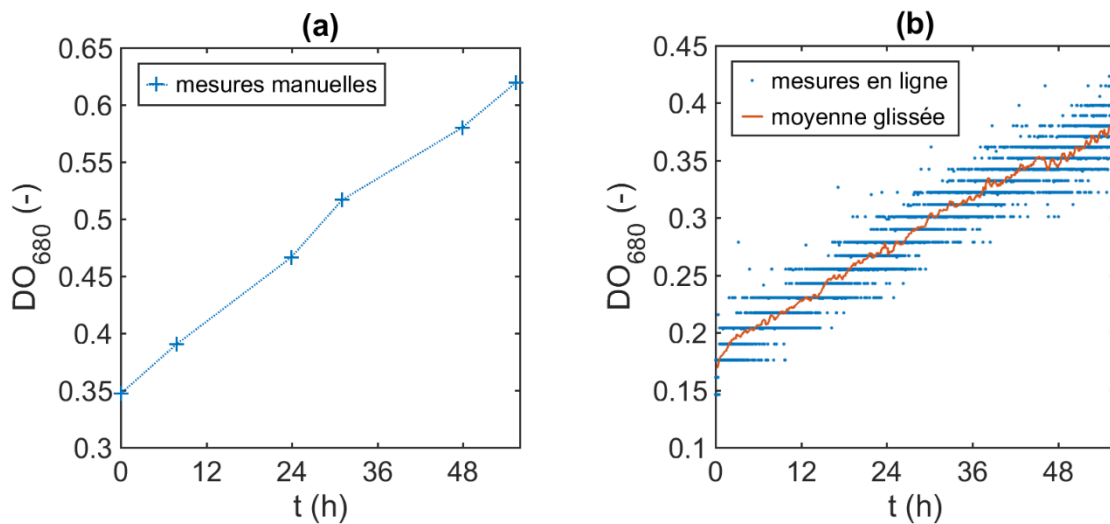 (a)
0.65
0.6
0.55
0.5
0.45
0.4
0.35
0.3
DO680 (-)
mesures manuelles
0 12 24 36 48
t (h)
(b)
0.45
0.4
0.35
0.3
0.25
0.2
0.15
0.1
DO680 (-)
mesures en ligne
moyenne glissée
0 12 24 36 48
t (h)